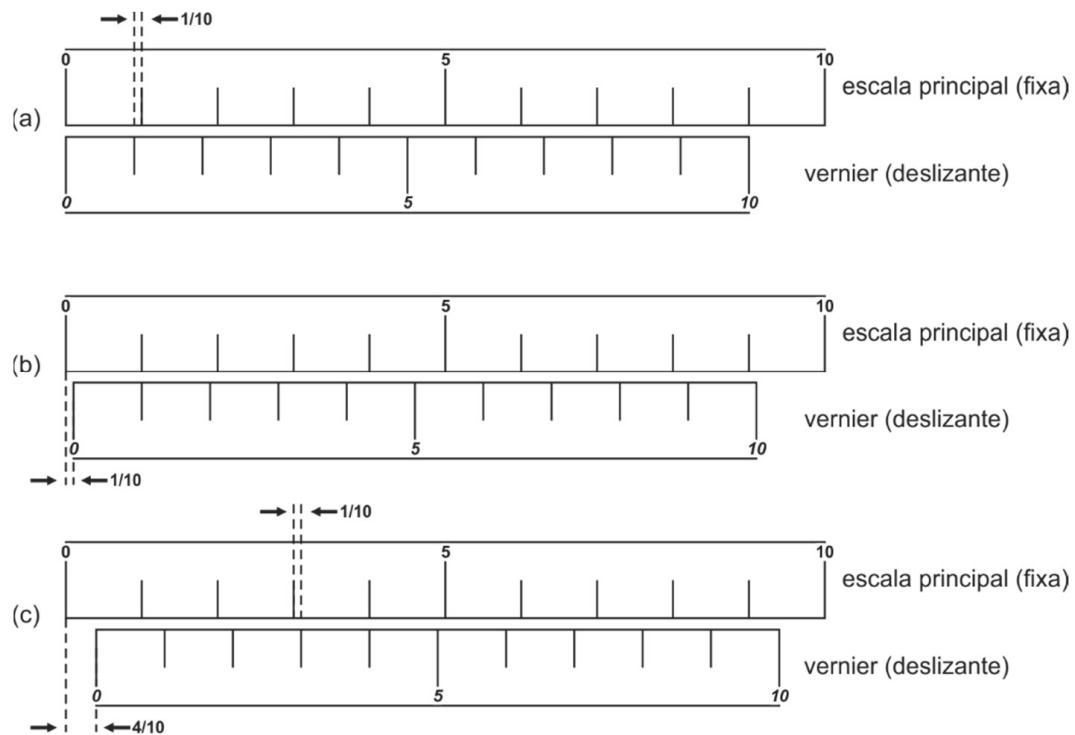 1/10
0 5 10
escala principal (fixa)
(a)
vernier (deslizante)
0 5 10
0 5 10
escala principal (fixa)
(b)
vernier (deslizante)
0 5 10
1/10
1/10
0 5 10
escala principal (fixa)
(c)
vernier (deslizante)
0 5 10
4/10